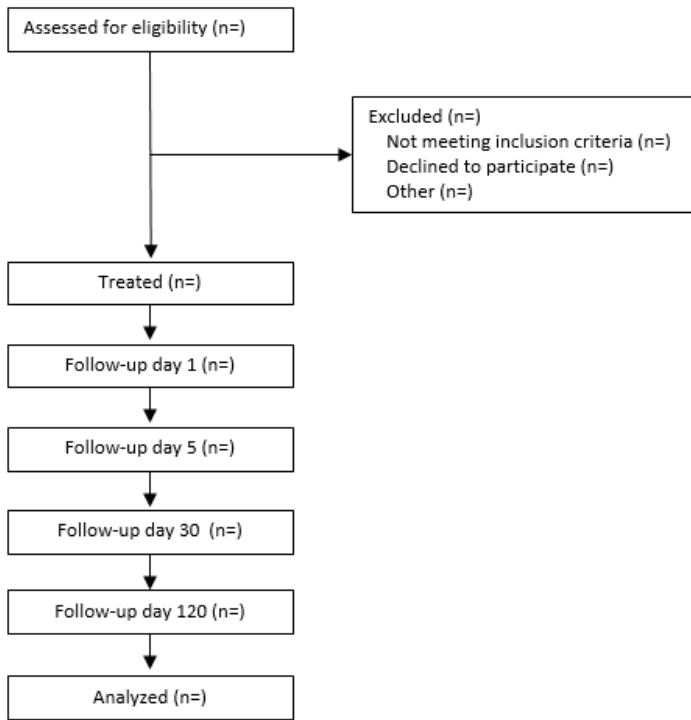 Assessed for eligibility (n=)
Excluded (n=)
Not meeting inclusion criteria (n=)
Declined to participate (n=)
Other (n=)
Treated (n=)
Follow-up day 1 (n=)
Follow-up day 5 (n=)
Follow-up day 30  (n=)
Follow-up day 120 (n=)
Analyzed (n=)